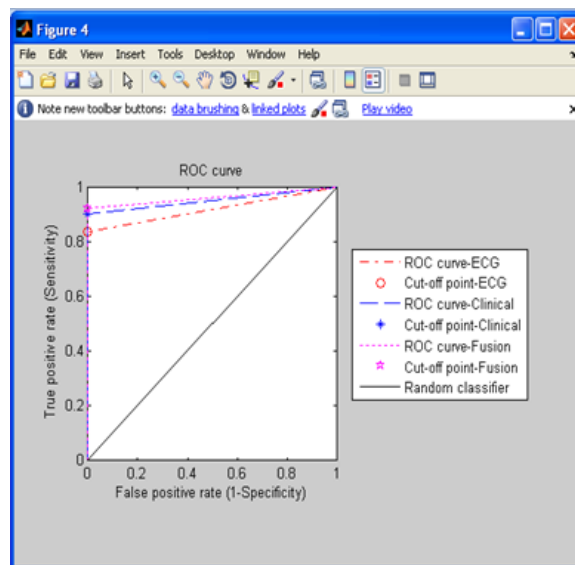 Figure 4
File Edit View Insert Tools Desktop Window Help
Note new toolbar buttons: data brushing & linked plots Play video
ROC curve
True positive rate (Sensitivity)
1
0.8
0.6
0.4
0.2
0
0 0.2 0.4 0.6 0.8 1
False positive rate (1-Specificity)
ROC curve-ECG
Cut-off point-ECG
ROC curve-Clinical
Cut-off point-Clinical
ROC curve-Fusion
Cut-off point-Fusion
Random classifier